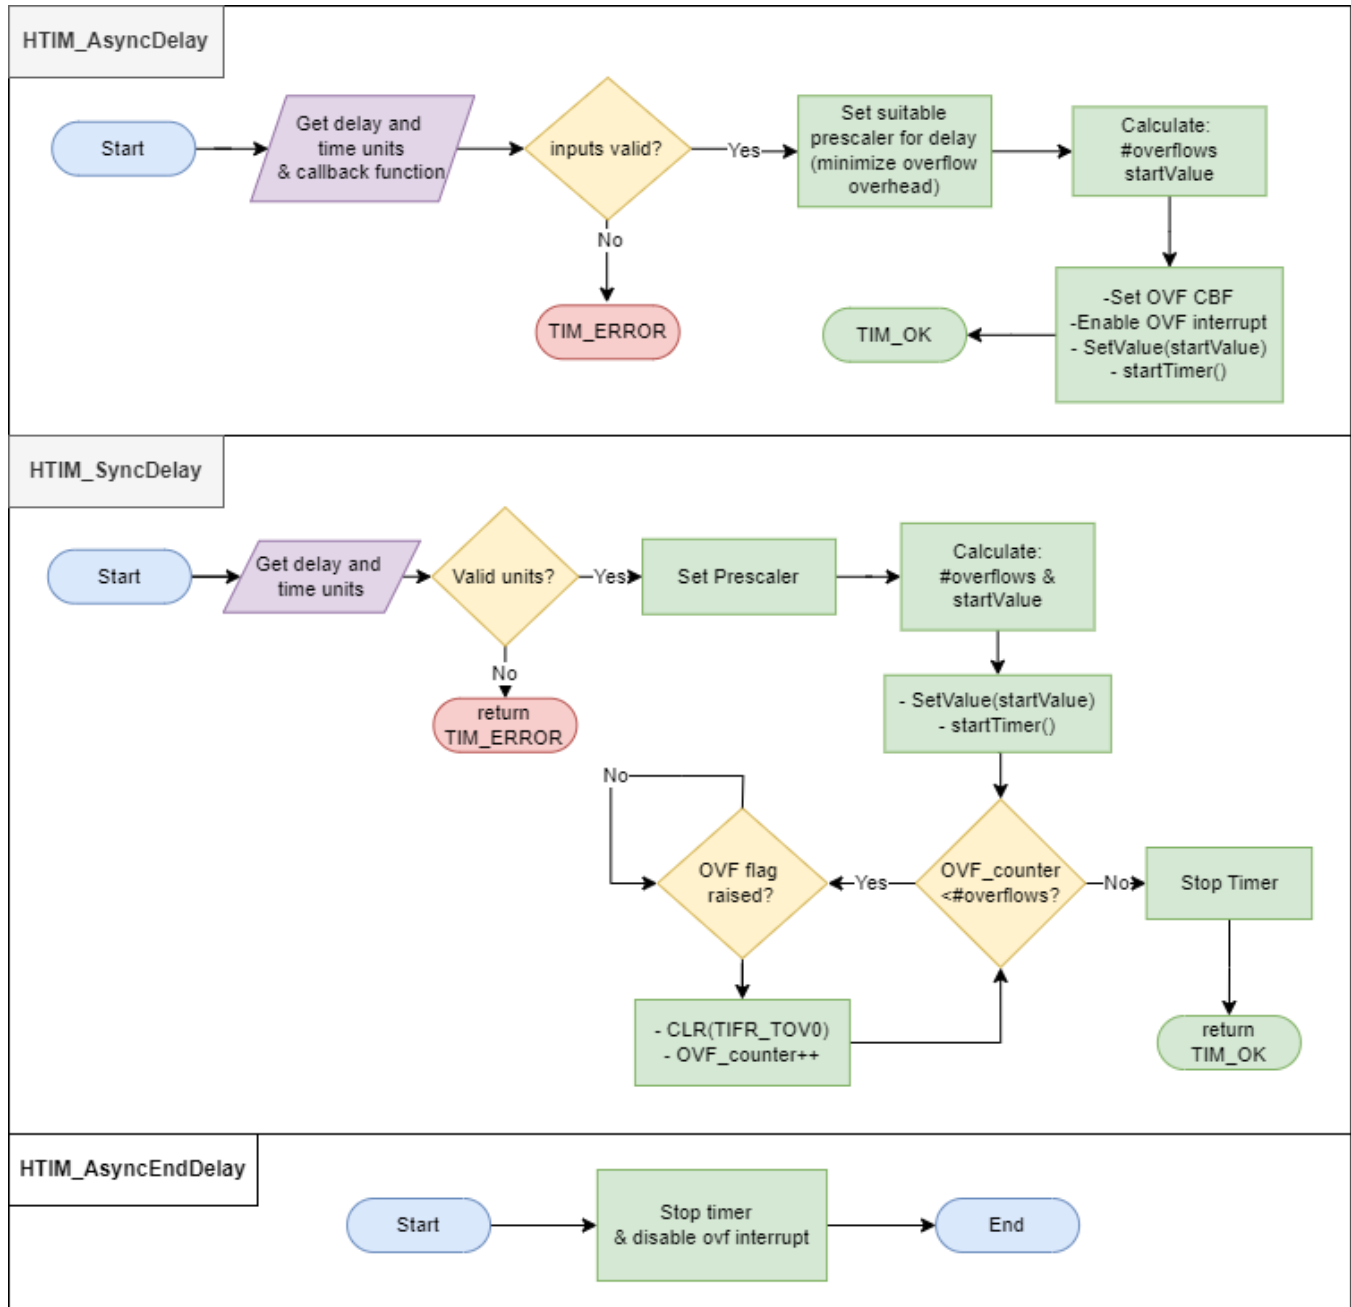 HTIM_AsyncDelay
Start
Get delay and
time units
& callback function
inputs valid?
Yes
Set suitable
prescaler for delay
(minimize overflow
overhead)
Calculate:
#overflows
startValue
No
TIM_ERROR
TIM_OK
-Set OVF CBF
-Enable OVF interrupt
- SetValue(startValue)
- startTimer()
HTIM_SyncDelay
Start
Get delay and
time units
Valid units?
Yes
Set Prescaler
Calculate:
#overflows &
startValue
No
return
TIM_ERROR
- SetValue(startValue)
- startTimer()
No
OVF flag
raised?
Yes
OVF_counter
<#overflows?
No
Stop Timer
- CLR(TIFR_TOV0)
- OVF_counter++
return
TIM_OK
HTIM_AsyncEndDelay
Start
Stop timer
& disable ovf interrupt
End